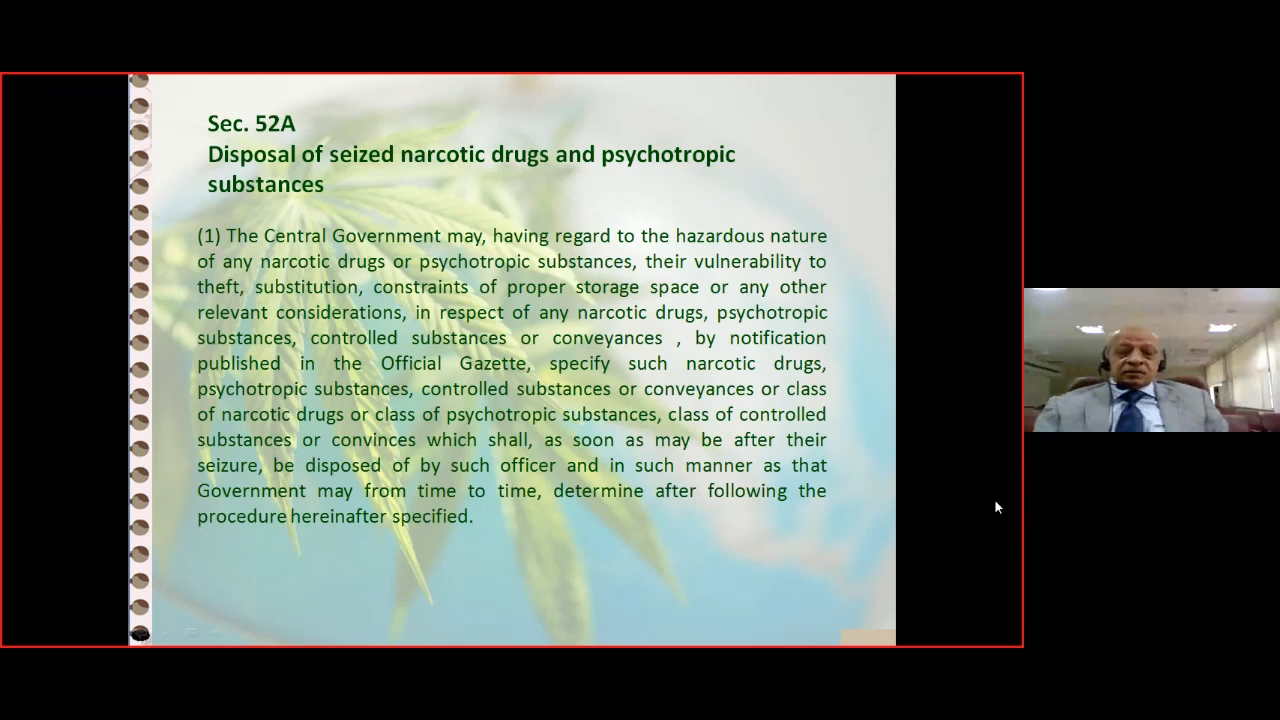 Sec. 52A
Disposal of seized narcotic drugs and psychotropic
substances
(1) The Central Government may, having regard to the hazardous nature
of any narcotic drugs or psychotropic substances, their vulnerability to
theft, substitution, constraints of proper storage space or any other
relevant considerations, in respect of any narcotic drugs, psychotropic
substances, controlled substances or conveyances , by notification
published in the Official Gazette, specify such narcotic drugs,
psychotropic substances, controlled substances or conveyances or class
of narcotic drugs or class of psychotropic substances, class of controlled
substances or convinces which shall, as soon as may be after their
seizure, be disposed of by such officer and in such manner as that
Government may from time to time, determine after following the
procedure hereinafter specified.